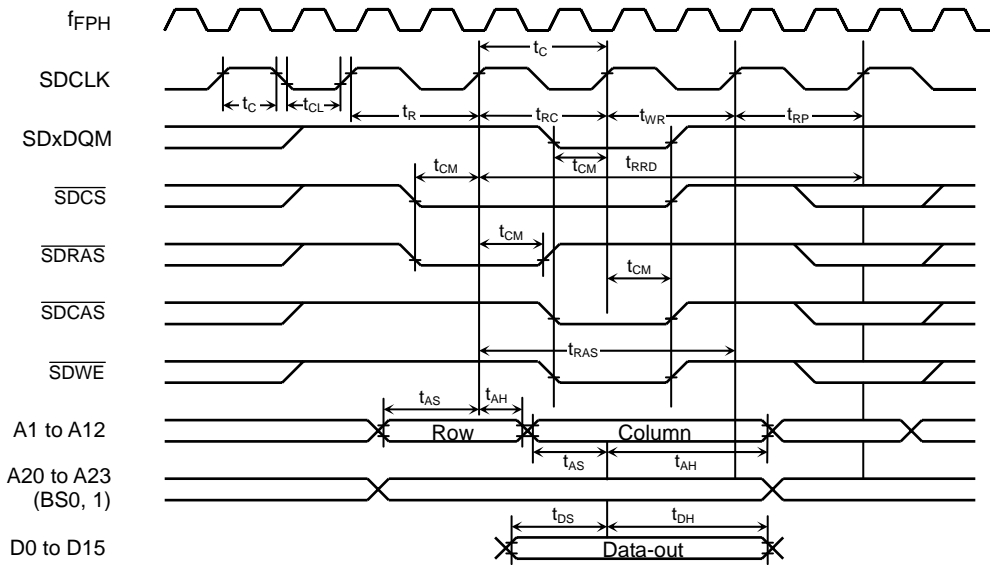 fFPH
tC
SDCLK
tC tCL tR tRC tWR tRP
SDxDQM
tCM tCM tRRD
SDCS
tCM
SDRAS
tCM
SDCAS
tRAS
SDWE
tAS tAH
A1 to A12 Row Column
tAS tAH
A20 to A23
(BS0, 1)
tDS tDH
D0 to D15 Data-out